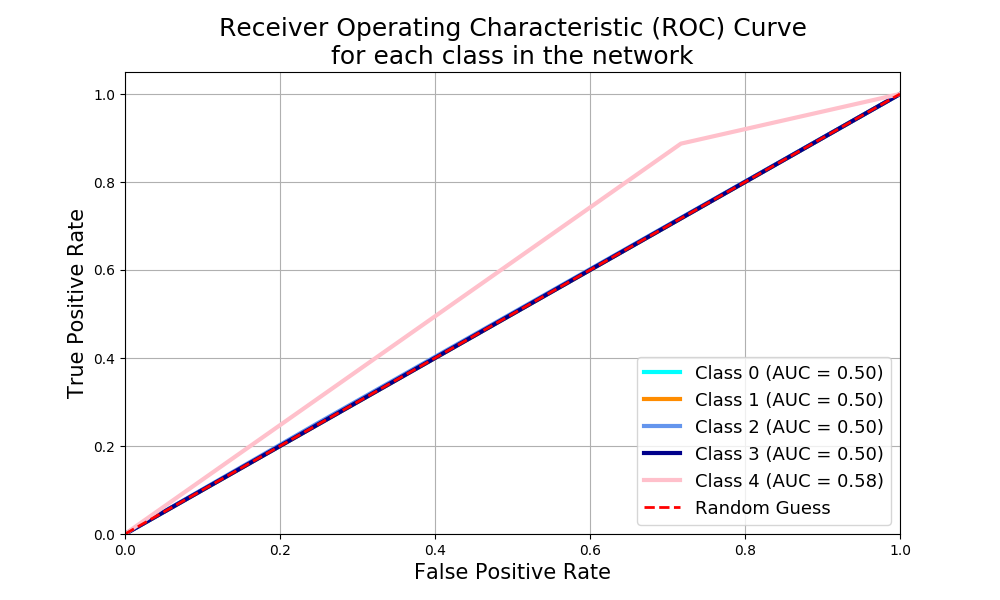 Receiver Operating Characteristic (ROC) Curve
for each class in the network
True Positive Rate
1.0
0.8
0.6
0.4
0.2
0.0
0.0 0.2 0.4 0.6 0.8 1.0
False Positive Rate
Class 0 (AUC = 0.50)
Class 1 (AUC = 0.50)
Class 2 (AUC = 0.50)
Class 3 (AUC = 0.50)
Class 4 (AUC = 0.58)
Random Guess